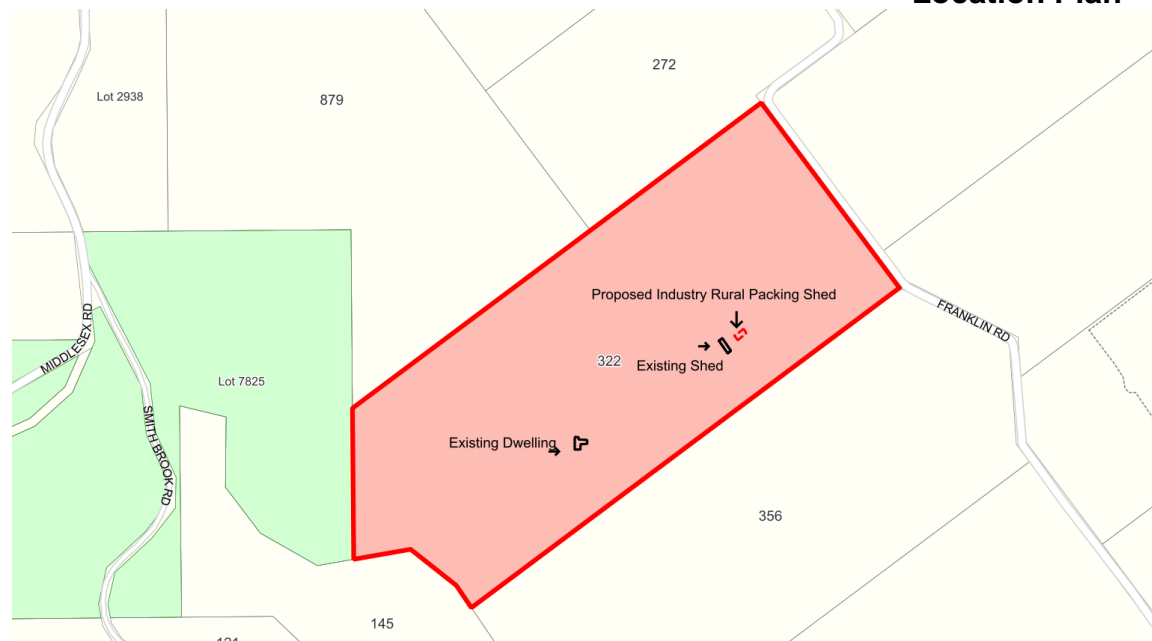 Location Plan
272
Lot 2938
879
Proposed Industry Rural Packing Shed
FRANKLIN RD
MIDDLESEX RD
322
Existing Shed
Lot 7825
SMITH BROOK RD
Existing Dwelling
356
145